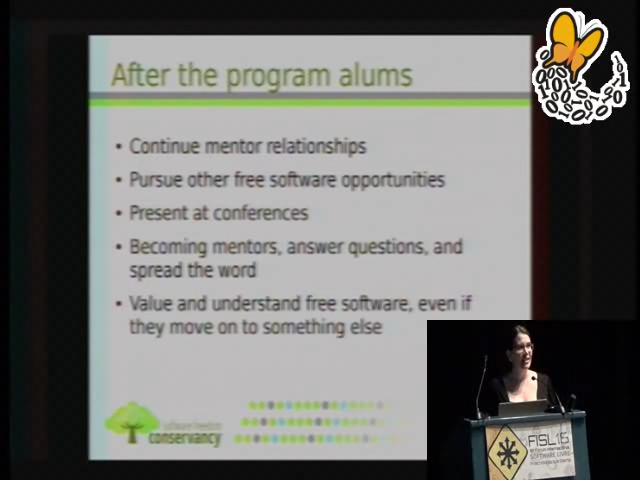 After the program alums
• Continue mentor relationships
• Pursue other free software opportunities
• Present at conferences
• Becoming mentors, answer questions, and
spread the word
• Value and understand free software, even if
they move on to something else
software freedom
conservancy
FISL15
SOFTWARE LIVRE